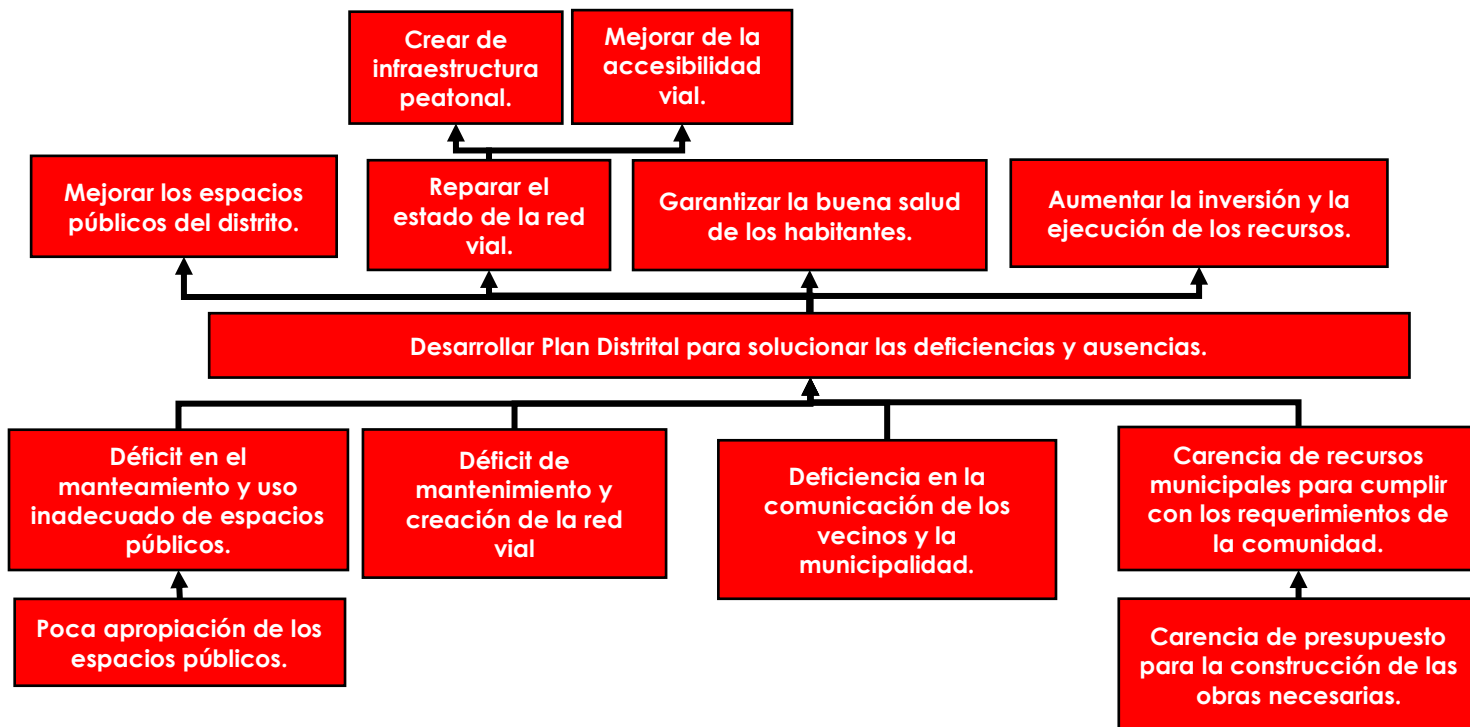 Crear de
infraestructura
peatonal.
Mejorar de la
accesibilidad
vial.
Mejorar los espacios
públicos del distrito.
Reparar el
estado de la red
vial.
Garantizar la buena salud
de los habitantes.
Aumentar la inversión y la
ejecución de los recursos.
Desarrollar Plan Distrital para solucionar las deficiencias y ausencias.
Déficit en el
manteamiento y uso
inadecuado de espacios
públicos.
Déficit de
mantenimiento y
creación de la red
vial
Deficiencia en la
comunicación de los
vecinos y la
municipalidad.
Carencia de recursos
municipales para cumplir
con los requerimientos de
la comunidad.
Poca apropiación de los
espacios públicos.
Carencia de presupuesto
para la construcción de las
obras necesarias.